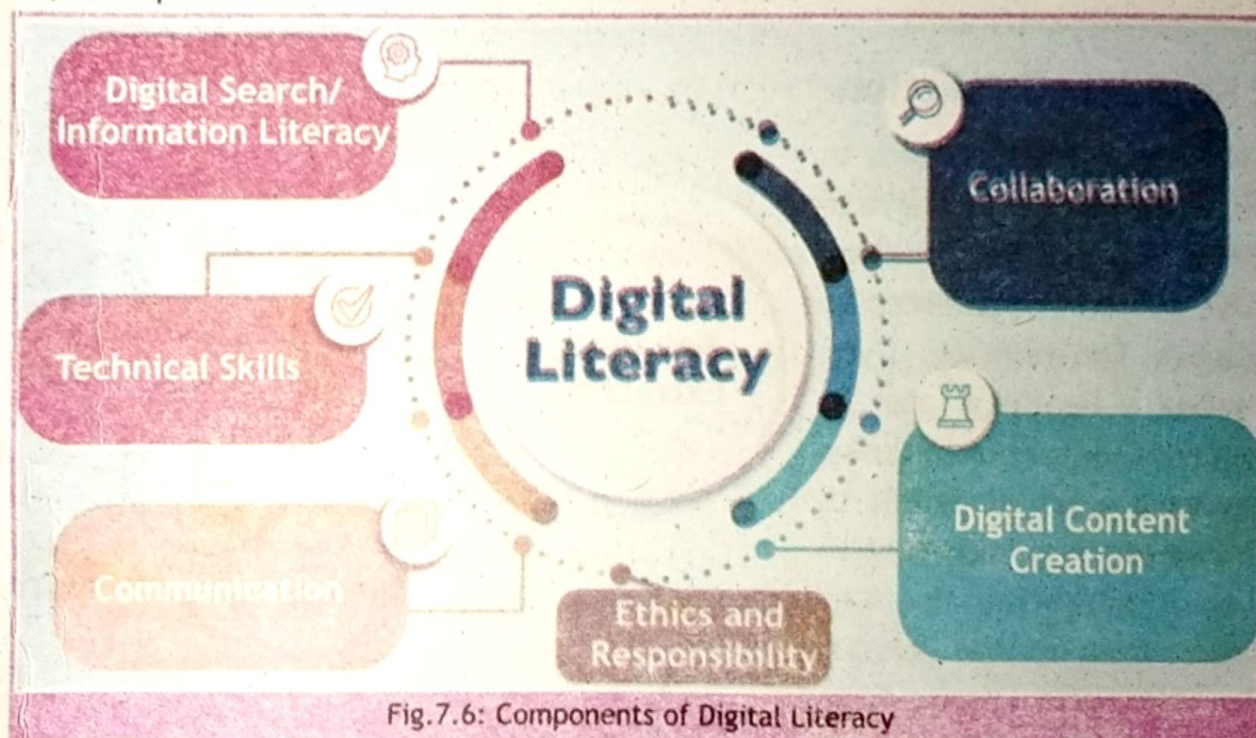 Digital Search/
Information Literacy
Collaboration
Digital
Literacy
Technical Skills
Digital Content
Creation
Communication
Ethics and
Responsibility
Fig.7.6: Components of Digital Literacy